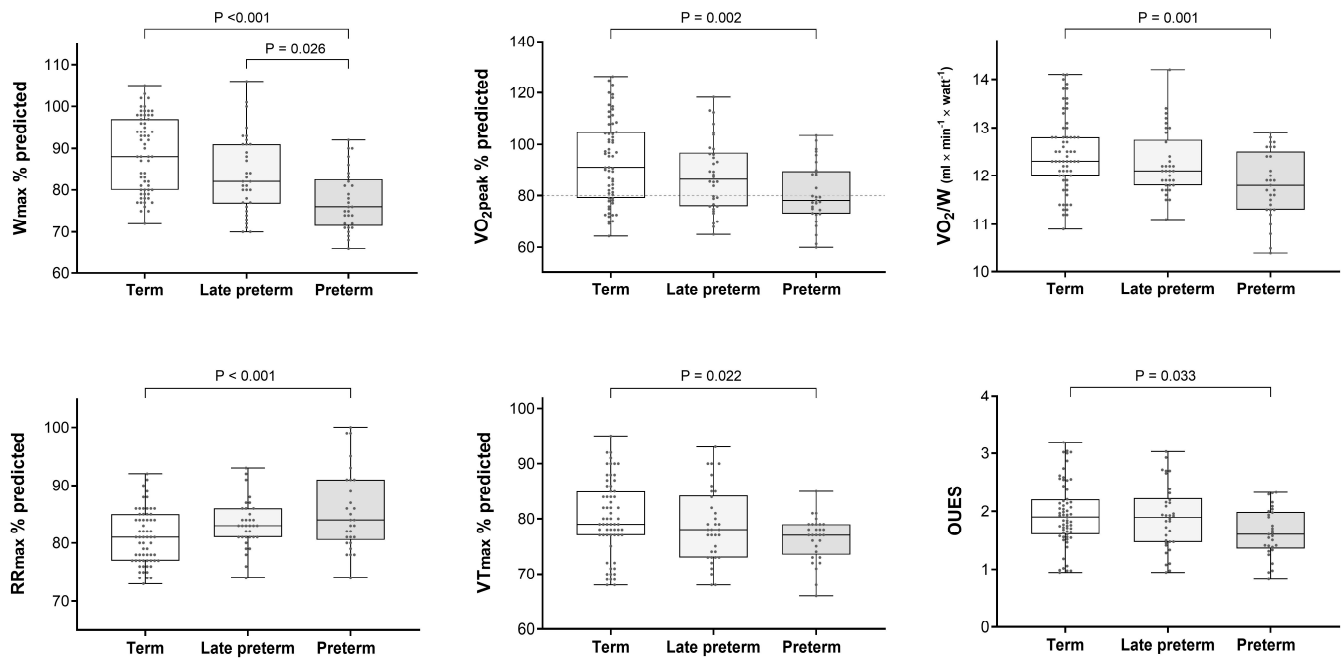 P <0.001
P = 0.026
Wmax % predicted
110
100
90
80
70
60
Term Late preterm Preterm
P = 0.002
VO2peak % predicted
140
120
100
80
60
Term Late preterm Preterm
P = 0.001
VO2/W (ml × min⁻¹ × watt⁻¹)
14
13
12
11
10
Term Late preterm Preterm
P < 0.001
RRmax % predicted
100
90
80
70
Term Late preterm Preterm
P = 0.022
VTmax % predicted
100
90
80
70
60
Term Late preterm Preterm
P = 0.033
OUES
4
3
2
1
0
Term Late preterm Preterm